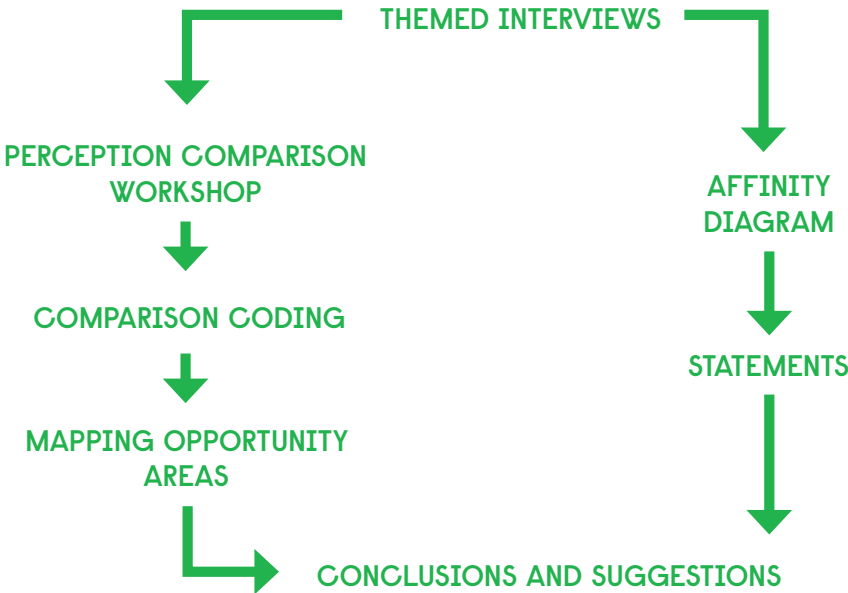 THEMED INTERVIEWS
PERCEPTION COMPARISON
WORKSHOP
AFFINITY
DIAGRAM
COMPARISON CODING
STATEMENTS
MAPPING OPPORTUNITY
AREAS
CONCLUSIONS AND SUGGESTIONS